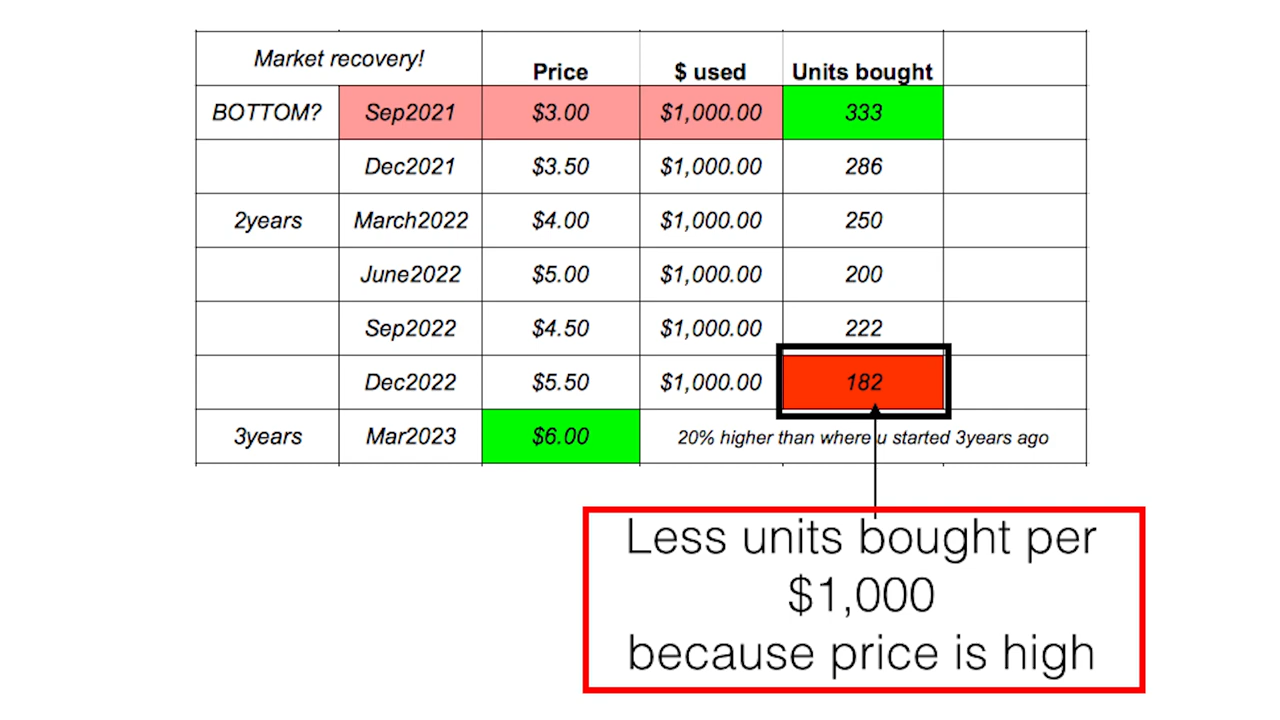 Market recovery! Price $ used Units bought
BOTTOM? Sep2021 $3.00 $1,000.00 333
Dec2021 $3.50 $1,000.00 286
2years March2022 $4.00 $1,000.00 250
June2022 $5.00 $1,000.00 200
Sep2022 $4.50 $1,000.00 222
Dec2022 $5.50 $1,000.00 182
3years Mar2023 $6.00 20% higher than where u started 3years ago
Less units bought per
$1,000
because price is high